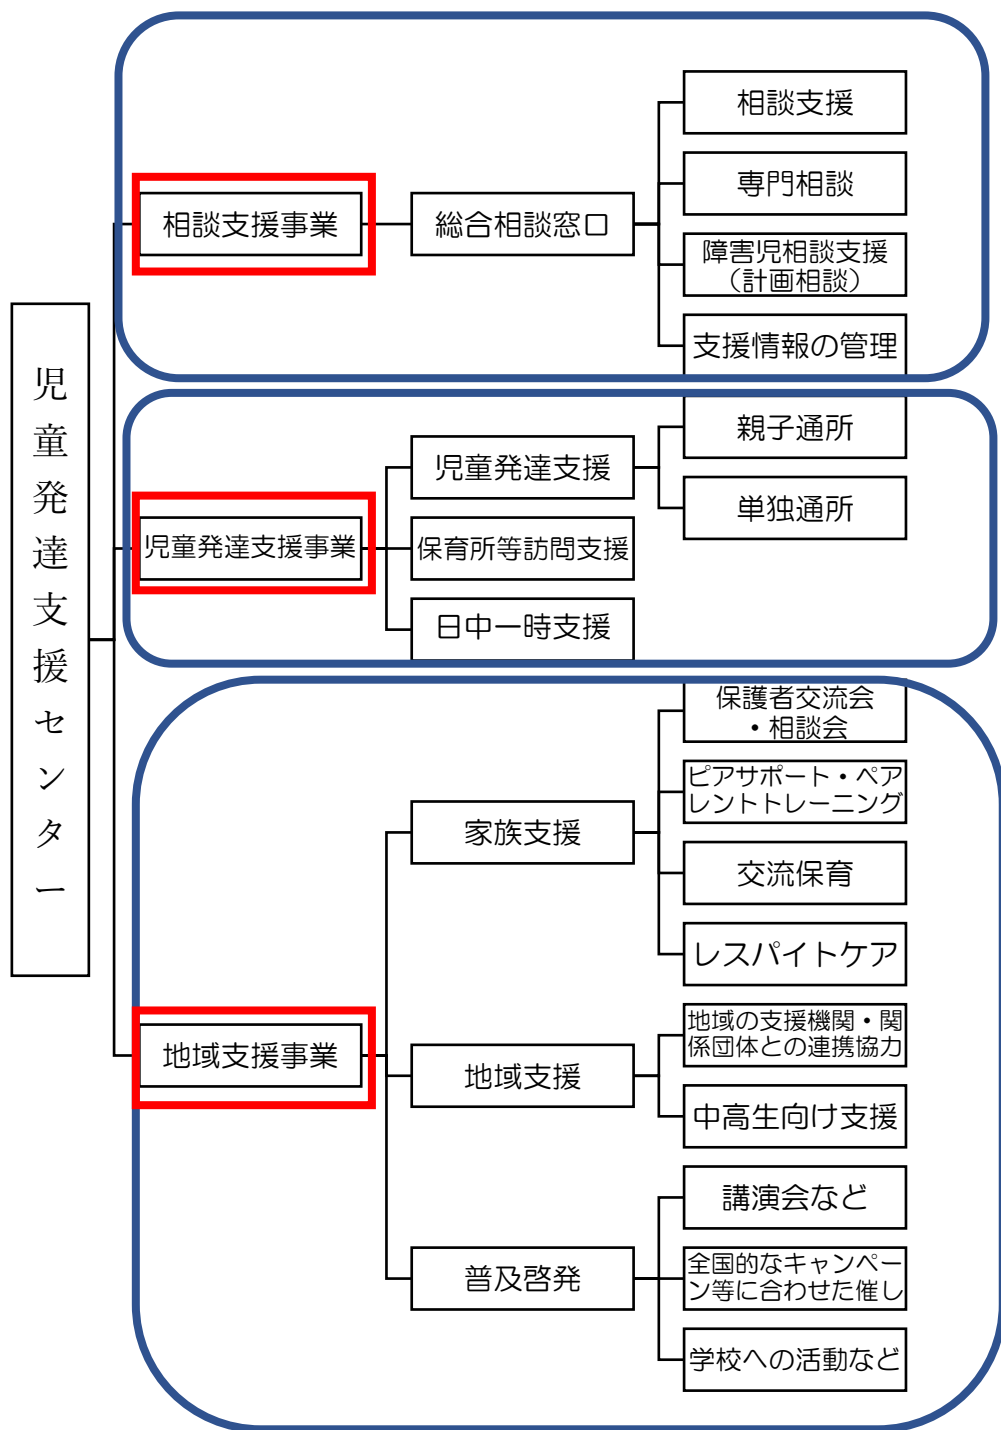 児童発達支援センター
相談支援事業
総合相談窓口
相談支援
専門相談
障害児相談支援
（計画相談）
支援情報の管理
児童発達支援事業
児童発達支援
親子通所
単独通所
保育所等訪問支援
日中一時支援
地域支援事業
家族支援
保護者交流会
・相談会
ピアサポート・ペア
レントトレーニング
交流保育
レスパイトケア
地域支援
地域の支援機関・関
係団体との連携協力
中高生向け支援
普及啓発
講演会など
全国的なキャンペー
ン等に合わせた催し
学校への活動など